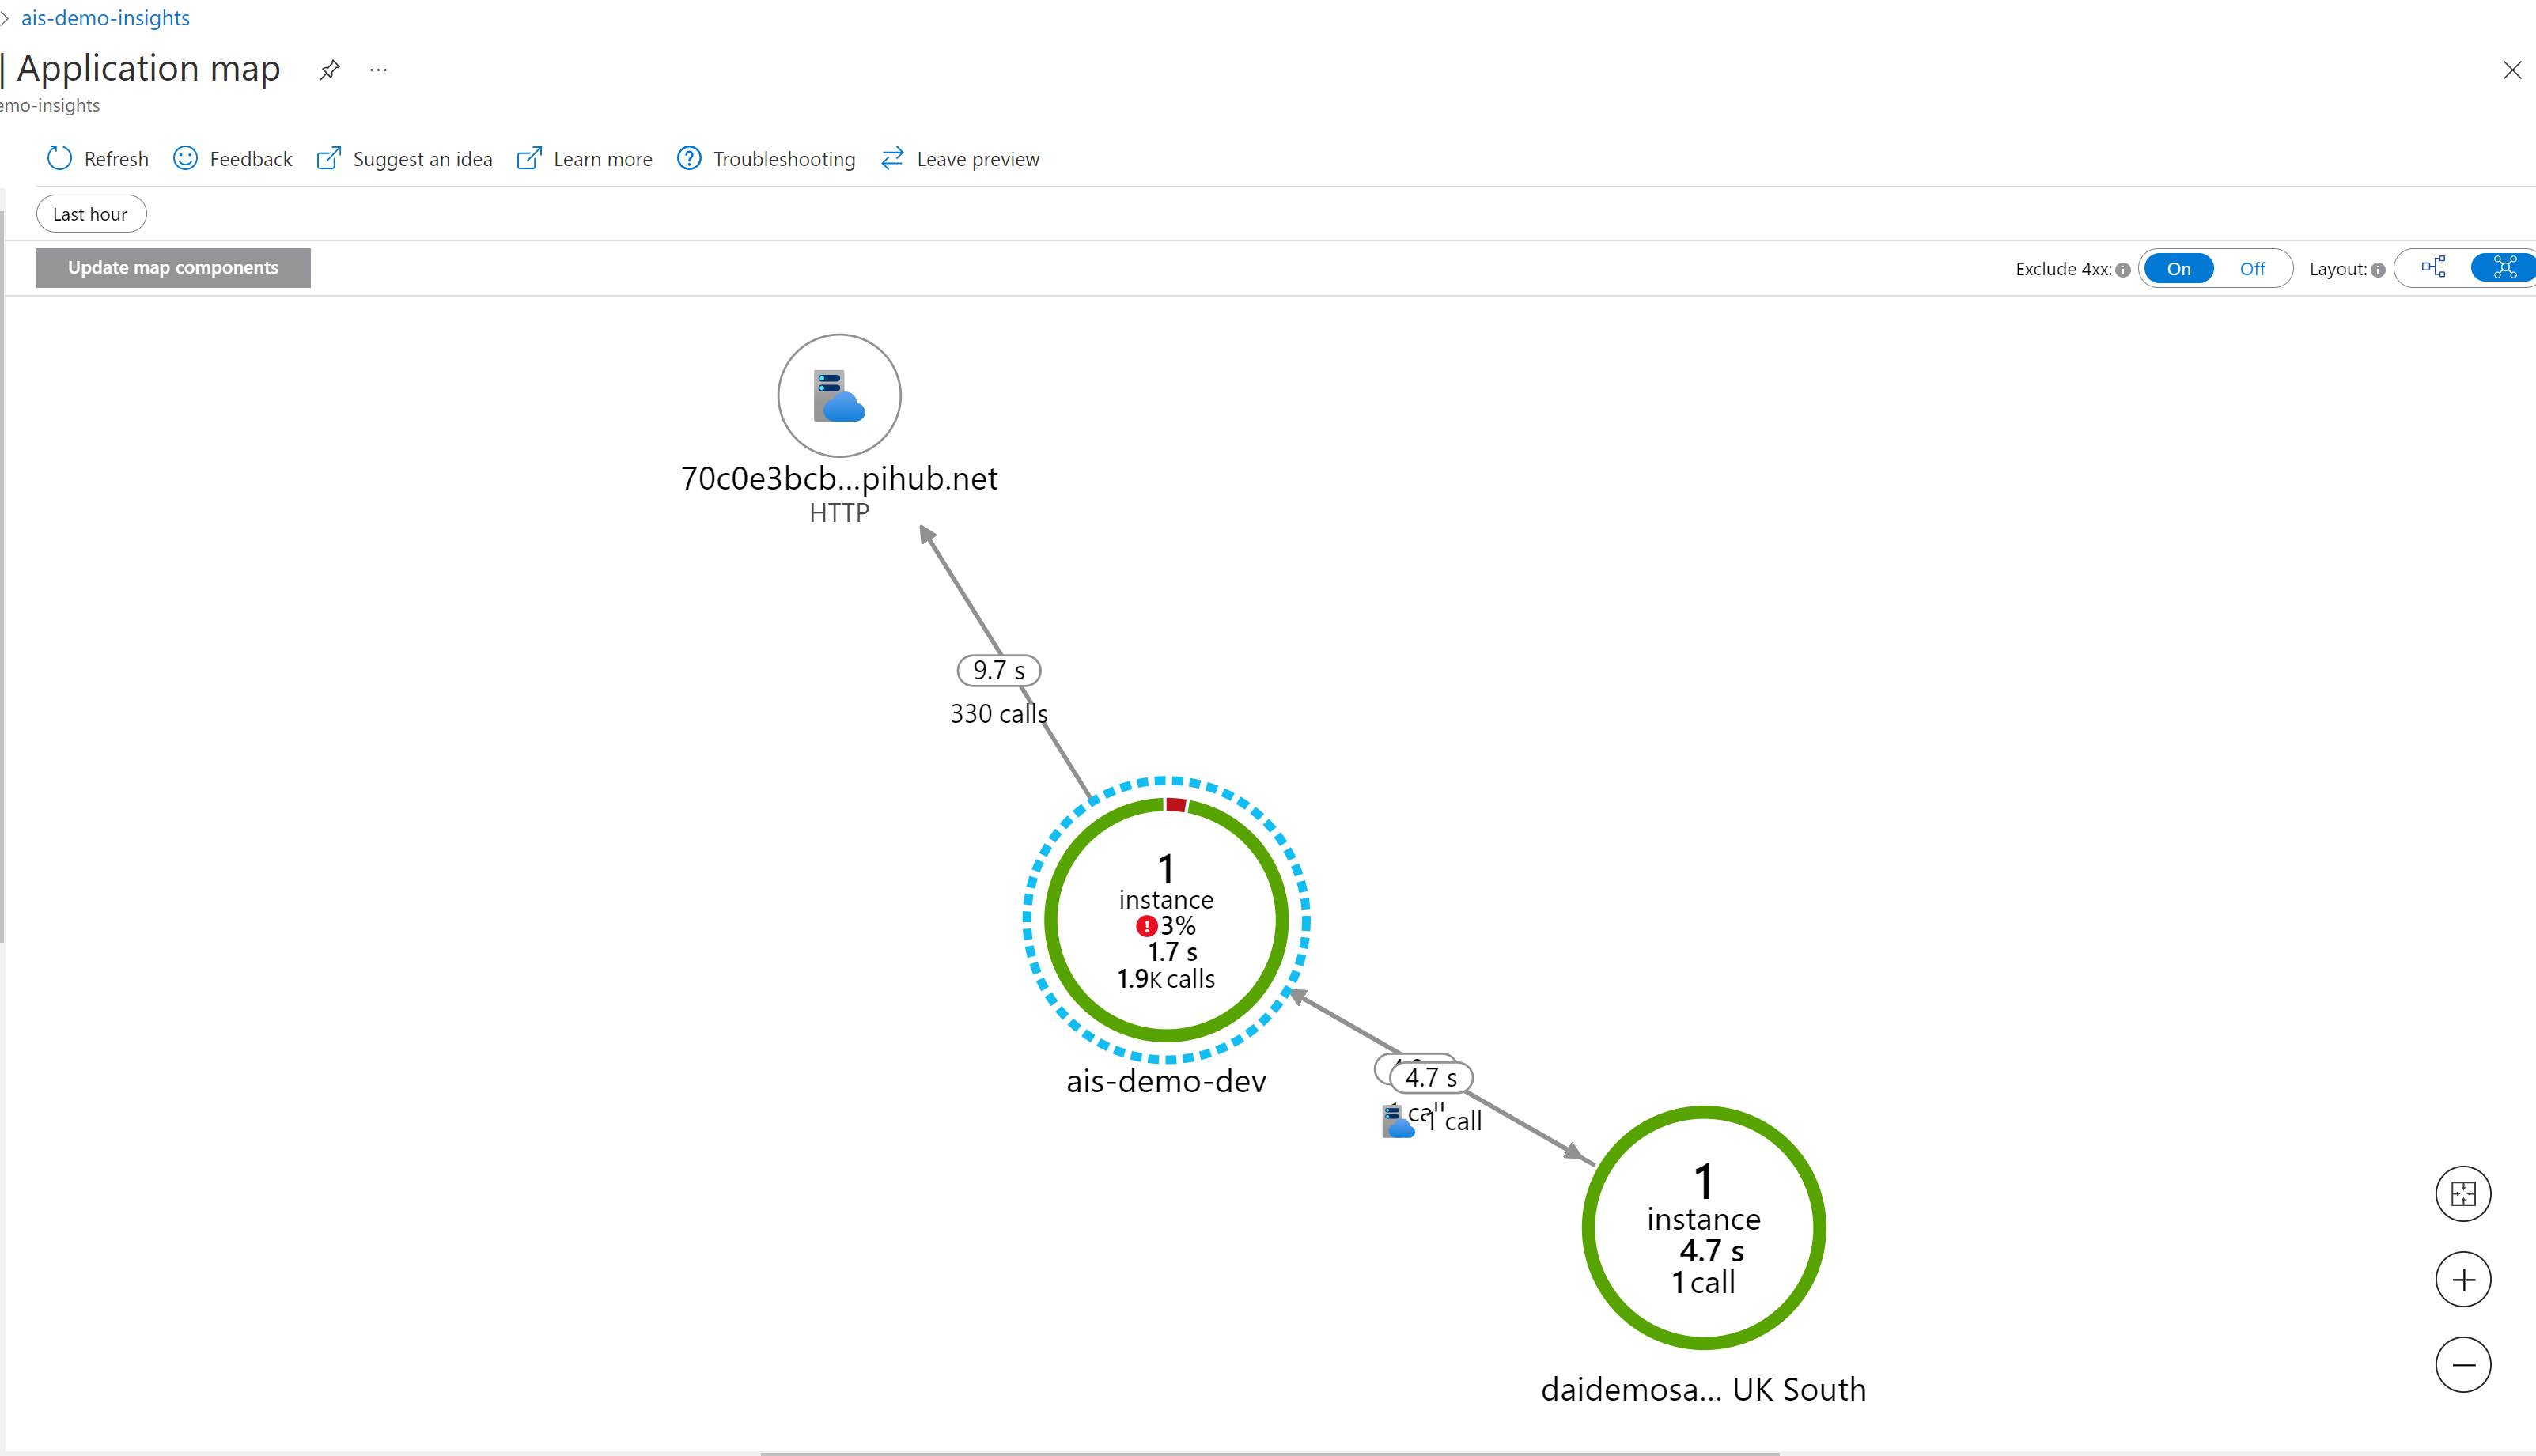 ais-demo-insights
| Application map
emo-insights
Refresh
Feedback
Suggest an idea
Learn more
Troubleshooting
Leave preview
Last hour
Update map components
Exclude 4xx:
On
Off
Layout:
70c0e3bcb...pihub.net
HTTP
9.7 s
330 calls
1
instance
3%
1.7 s
1.9K calls
ais-demo-dev
4.7 s
1 call
1
instance
4.7 s
1 call
daidemosa... UK South